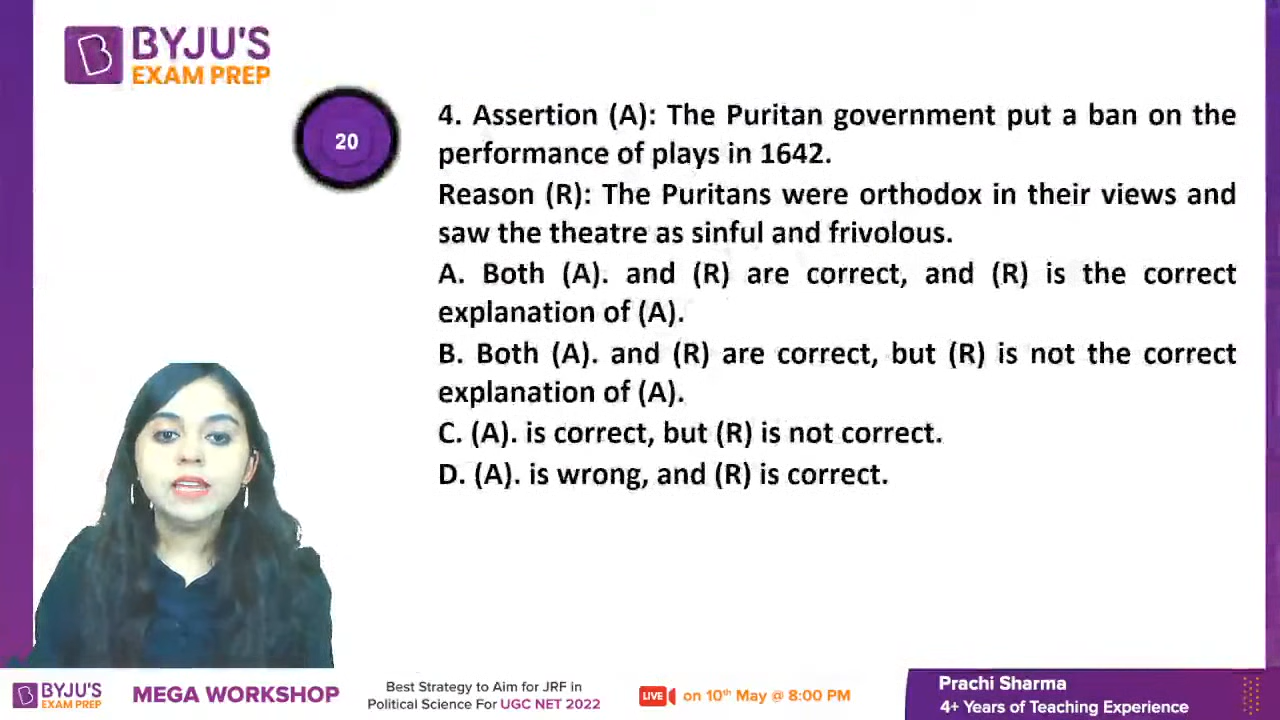 BYJU'S
EXAM PREP
20
4. Assertion (A): The Puritan government put a ban on the
performance of plays in 1642.
Reason (R): The Puritans were orthodox in their views and
saw the theatre as sinful and frivolous.
A. Both (A). and (R) are correct, and (R) is the correct
explanation of (A).
B. Both (A). and (R) are correct, but (R) is not the correct
explanation of (A).
C. (A). is correct, but (R) is not correct.
D. (A). is wrong, and (R) is correct.
BYJU'S
EXAM PREP
MEGA WORKSHOP
Best Strategy to Aim for JRF in
Political Science For UGC NET 2022
LIVE on 10th May @ 8:00 PM
Prachi Sharma
4+ Years of Teaching Experience